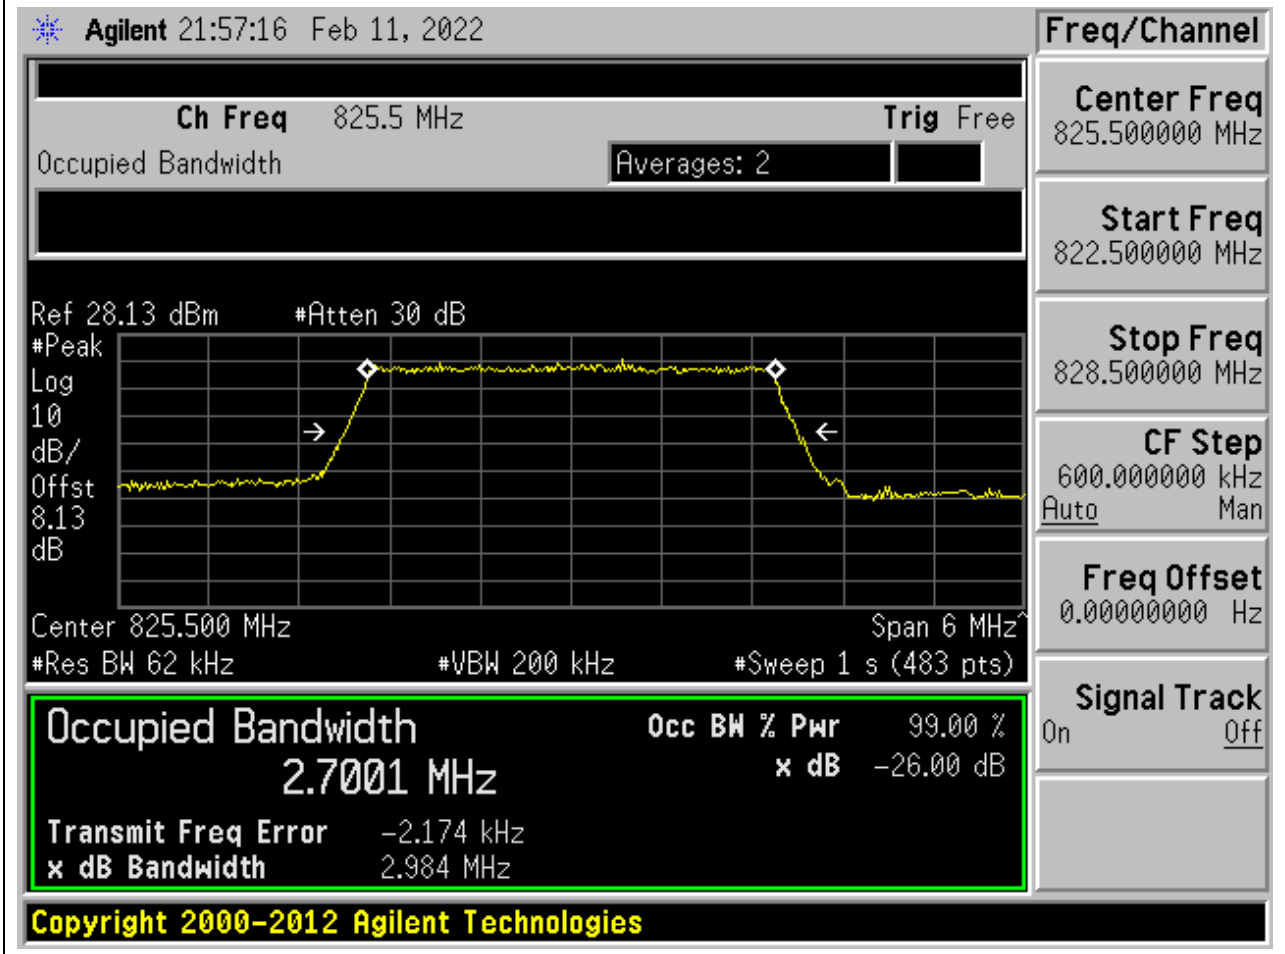 Agilent 21:57:16 Feb 11, 2022
Freq/Channel
Ch Freq 825.5 MHz Trig Free
Occupied Bandwidth Averages: 2
Center Freq
825.500000 MHz
Start Freq
822.500000 MHz
Stop Freq
828.500000 MHz
CF Step
600.000000 kHz
Auto Man
Freq Offset
0.00000000 Hz
Signal Track
On Off
Ref 28.13 dBm #Atten 30 dB
#Peak
Log
10
dB/
Offst
8.13
dB
Center 825.500 MHz Span 6 MHz^
#Res BW 62 kHz #VBW 200 kHz #Sweep 1 s (483 pts)
Occupied Bandwidth
2.7001 MHz
Occ BW % Pwr 99.00 %
x dB -26.00 dB
Transmit Freq Error -2.174 kHz
x dB Bandwidth 2.984 MHz
Copyright 2000-2012 Agilent Technologies